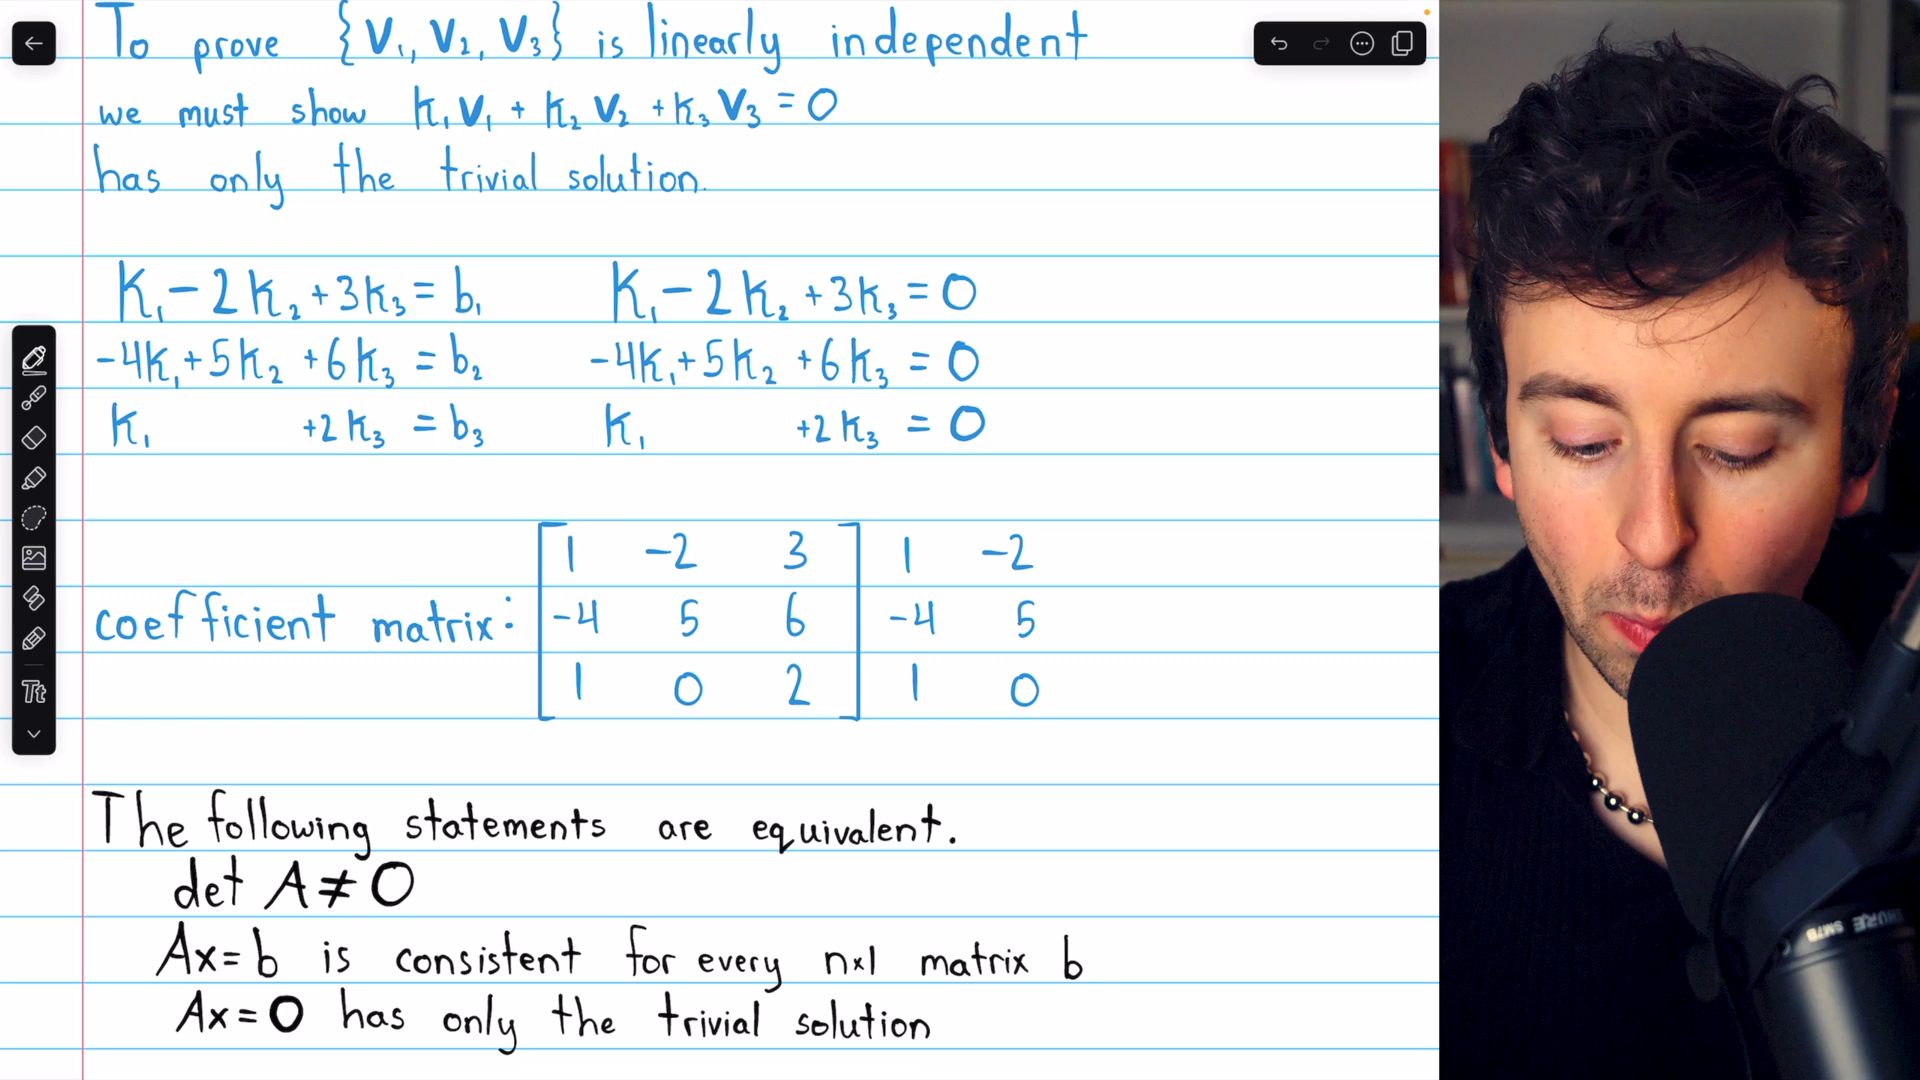 To prove {v₁, v₂, v₃} is linearly independent
we must show k₁v₁ + k₂v₂ + k₃v₃ = 0
has only the trivial solution.
k₁ - 2k₂ + 3k₃ = b₁ k₁ - 2k₂ + 3k₃ = 0
-4k₁ + 5k₂ + 6k₃ = b₂ -4k₁ + 5k₂ + 6k₃ = 0
k₁ +2k₃ = b₃ k₁ +2k₃ = 0
1 -2 3 1 -2
coefficient matrix: -4 5 6 -4 5
1 0 2 1 0
The following statements are equivalent.
det A ≠ 0
Ax = b is consistent for every n×1 matrix b
Ax = 0 has only the trivial solution
Tt
SHURE SM7B